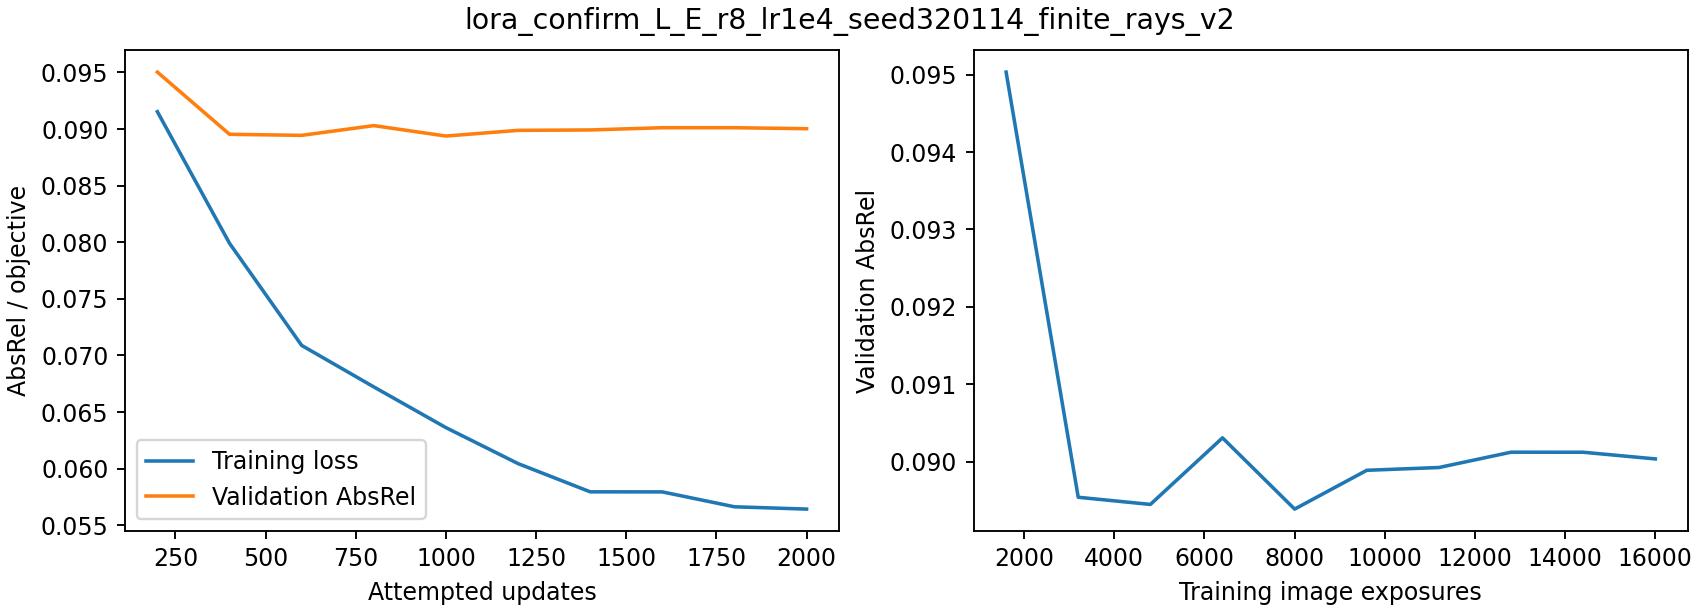 lora_confirm_L_E_r8_lr1e4_seed320114_finite_rays_v2
AbsRel / objective
0.095
0.090
0.085
0.080
0.075
0.070
0.065
0.060
0.055
Training loss
Validation AbsRel
250 500 750 1000 1250 1500 1750 2000
Attempted updates
Validation AbsRel
0.095
0.094
0.093
0.092
0.091
0.090
2000 4000 6000 8000 10000 12000 14000 16000
Training image exposures